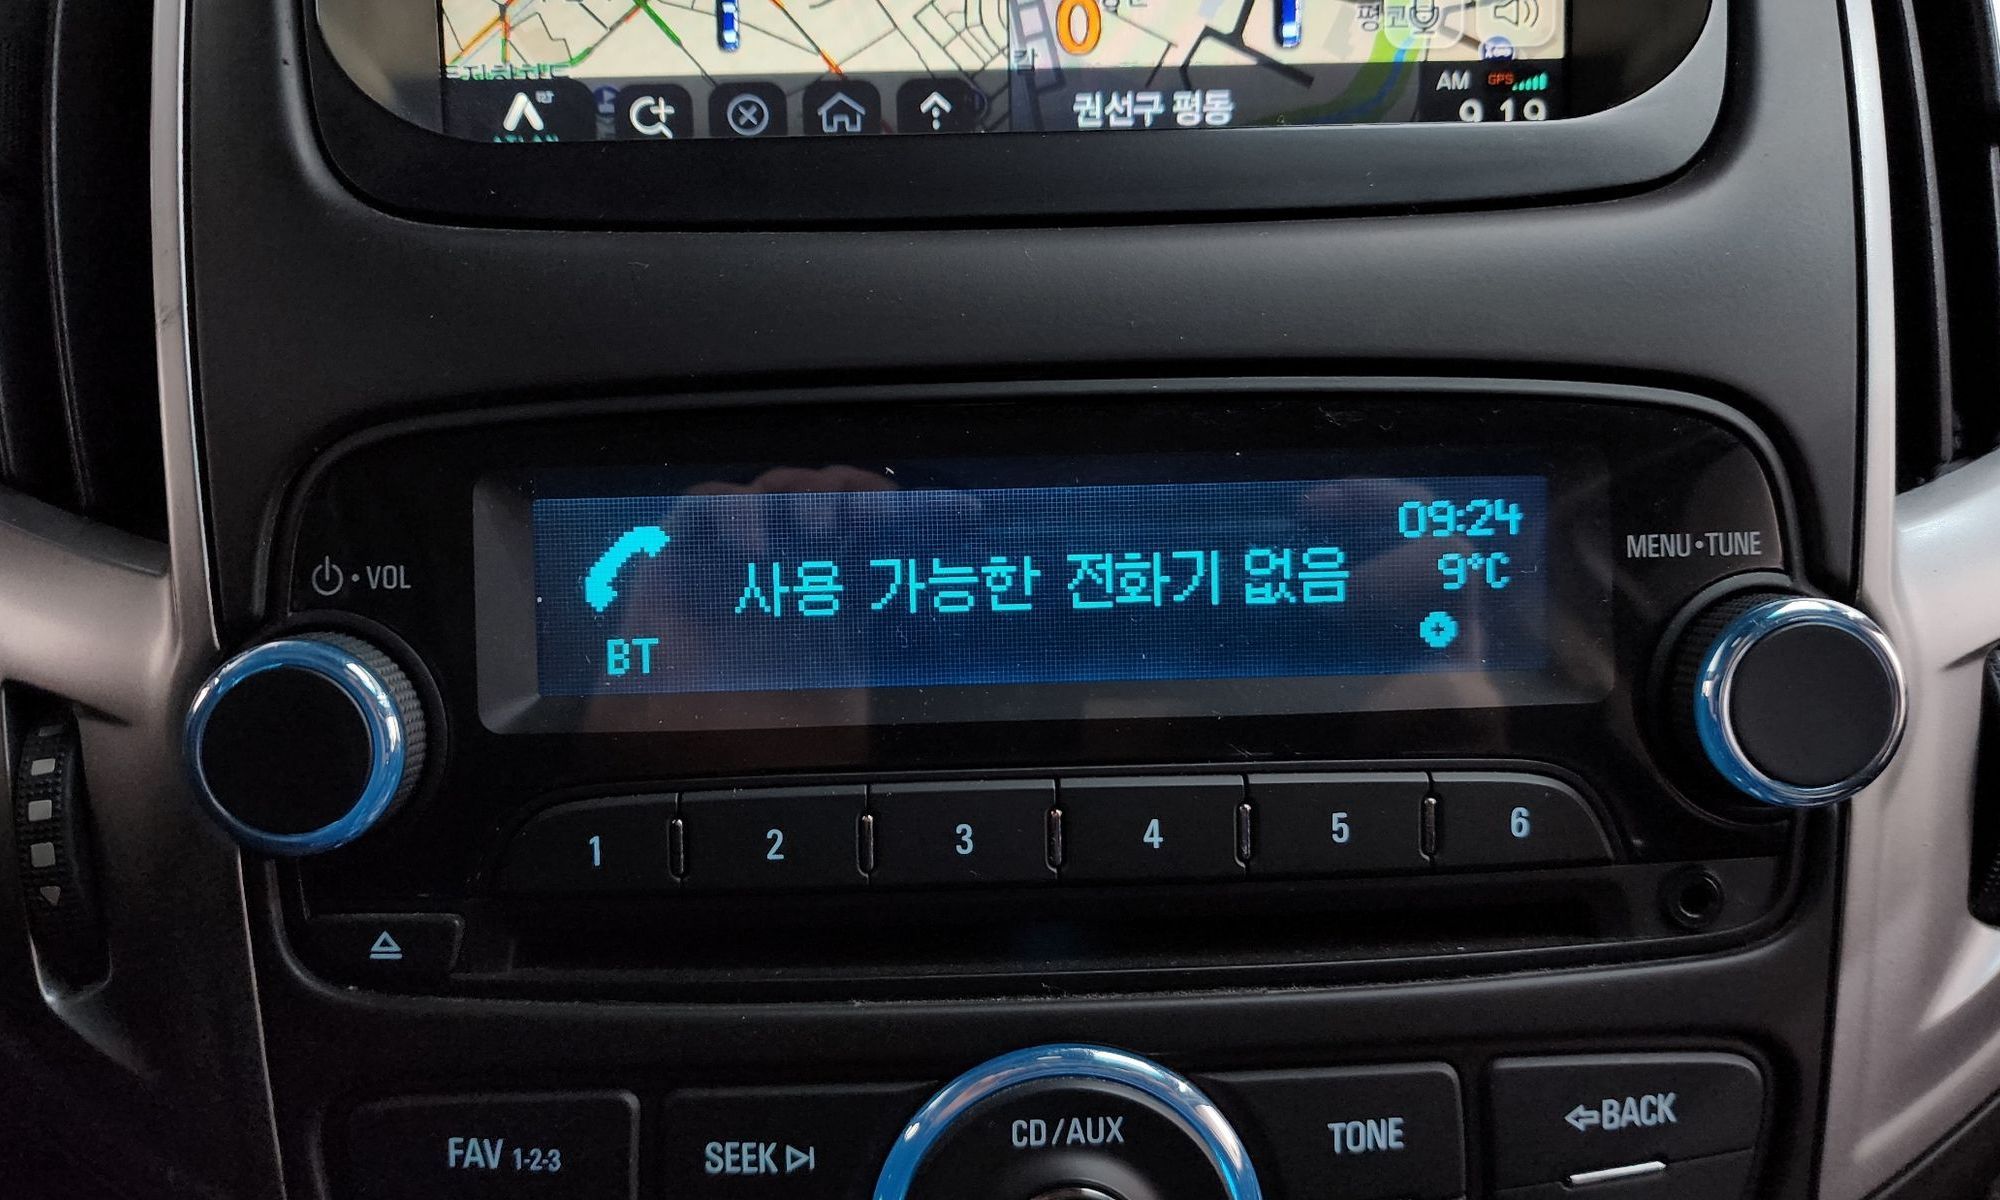 AM GPS
권선구 평동
9 19
09:24
사용 가능한 전화기 없음
9°C
BT
VOL
MENU•TUNE
1
2
3
4
5
6
FAV 1-2-3
SEEK
CD/AUX
TONE
BACK